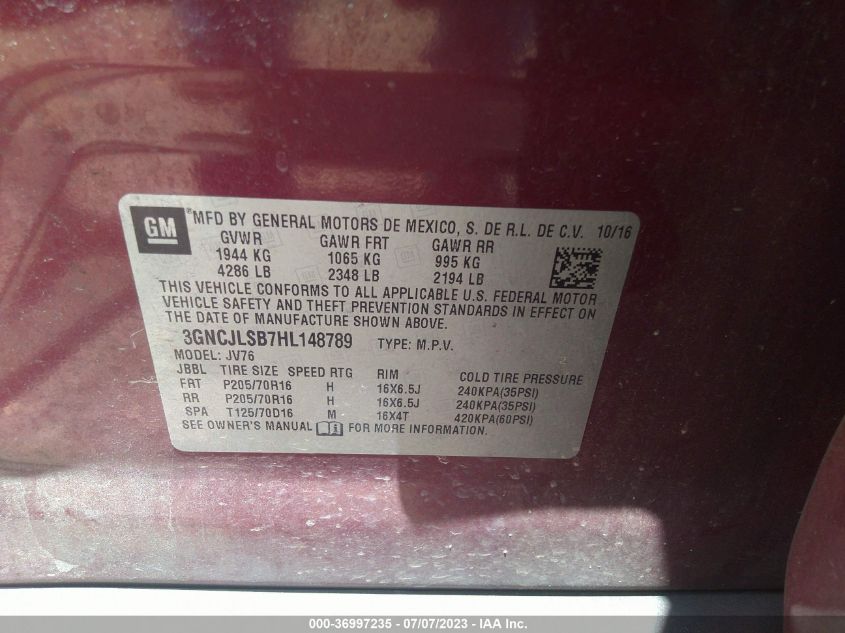 GM ® MFD BY GENERAL MOTORS DE MEXICO, S. DE R.L. DE C.V. 10/16
GVWR GAWR FRT GAWR RR
1944 KG 1065 KG 995 KG
4286 LB 2348 LB 2194 LB
THIS VEHICLE CONFORMS TO ALL APPLICABLE U.S. FEDERAL MOTOR
VEHICLE SAFETY AND THEFT PREVENTION STANDARDS IN EFFECT ON
THE DATE OF MANUFACTURE SHOWN ABOVE.
3GNCJLSB7HL148789 TYPE: M.P.V.
MODEL: JV76
JBBL TIRE SIZE SPEED RTG RIM COLD TIRE PRESSURE
FRT P205/70R16 H 16X6.5J 240KPA(35PSI)
RR P205/70R16 H 16X6.5J 240KPA(35PSI)
SPA T125/70D16 M 16X4T 420KPA(60PSI)
SEE OWNER'S MANUAL i FOR MORE INFORMATION.
000-36997235 - 07/07/2023 - IAA Inc.